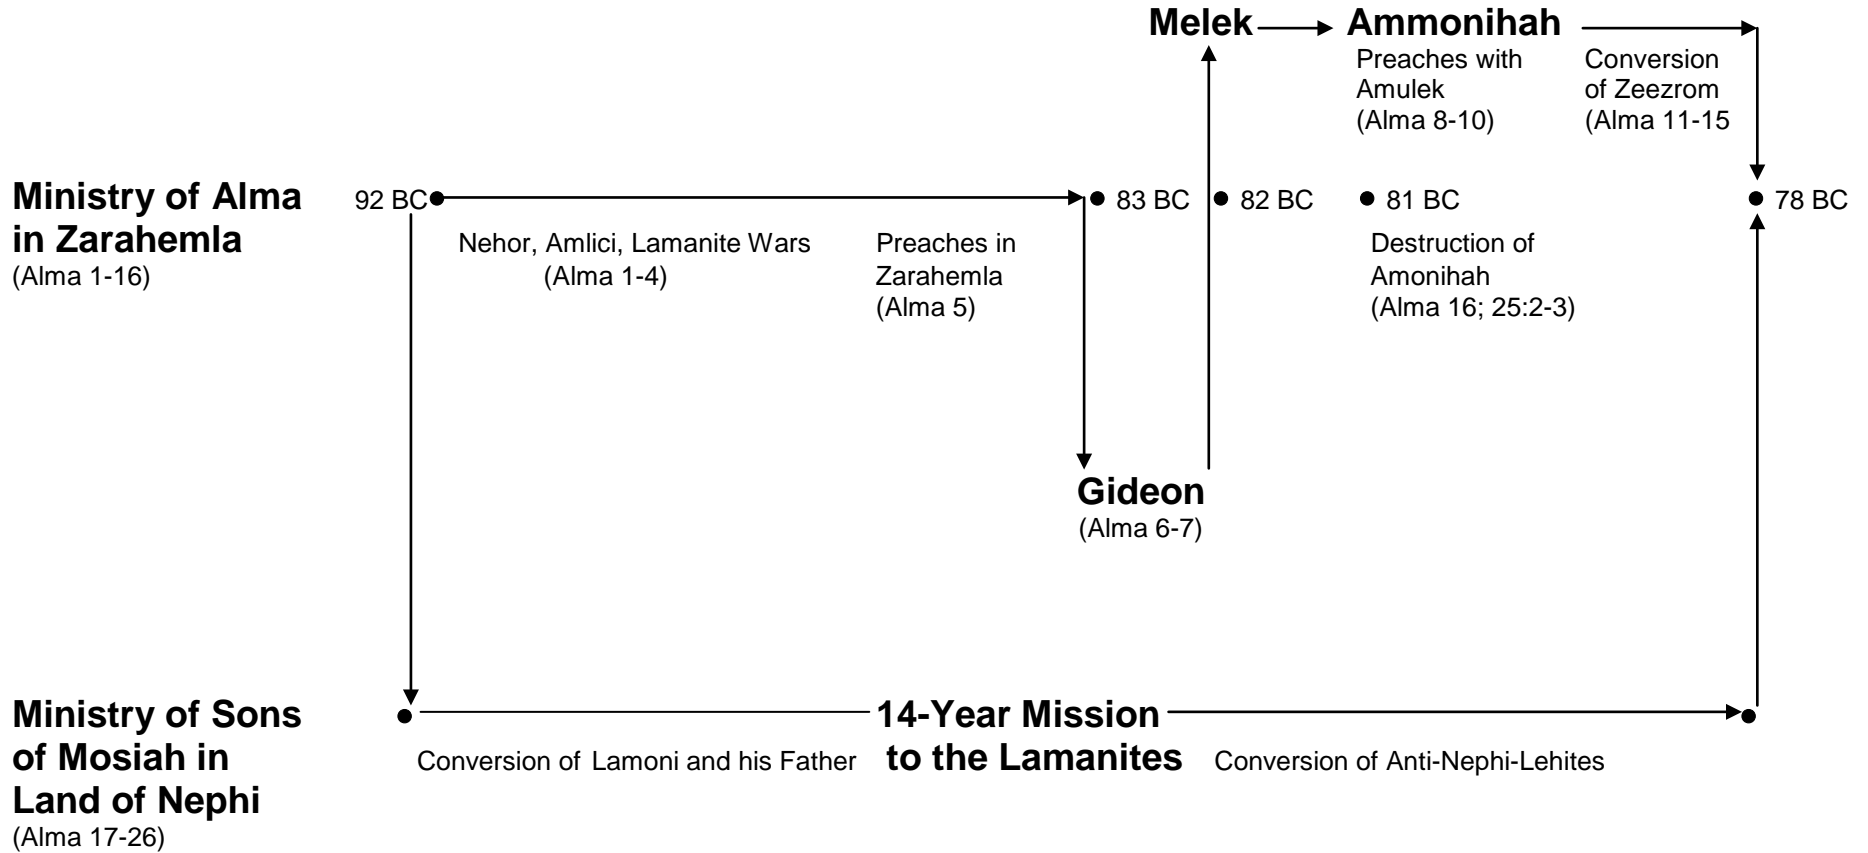 Melek
Ammonihah
Preaches with
Amulek
(Alma 8-10)
Conversion
of Zeezrom
(Alma 11-15
Ministry of Alma
in Zarahemla
(Alma 1-16)
92 BC
83 BC
82 BC
81 BC
78 BC
Nehor, Amlici, Lamanite Wars
(Alma 1-4)
Preaches in
Zarahemla
(Alma 5)
Destruction of
Amonihah
(Alma 16; 25:2-3)
Gideon
(Alma 6-7)
Ministry of Sons
of Mosiah in
Land of Nephi
(Alma 17-26)
14-Year Mission
to the Lamanites
Conversion of Lamoni and his Father
Conversion of Anti-Nephi-Lehites